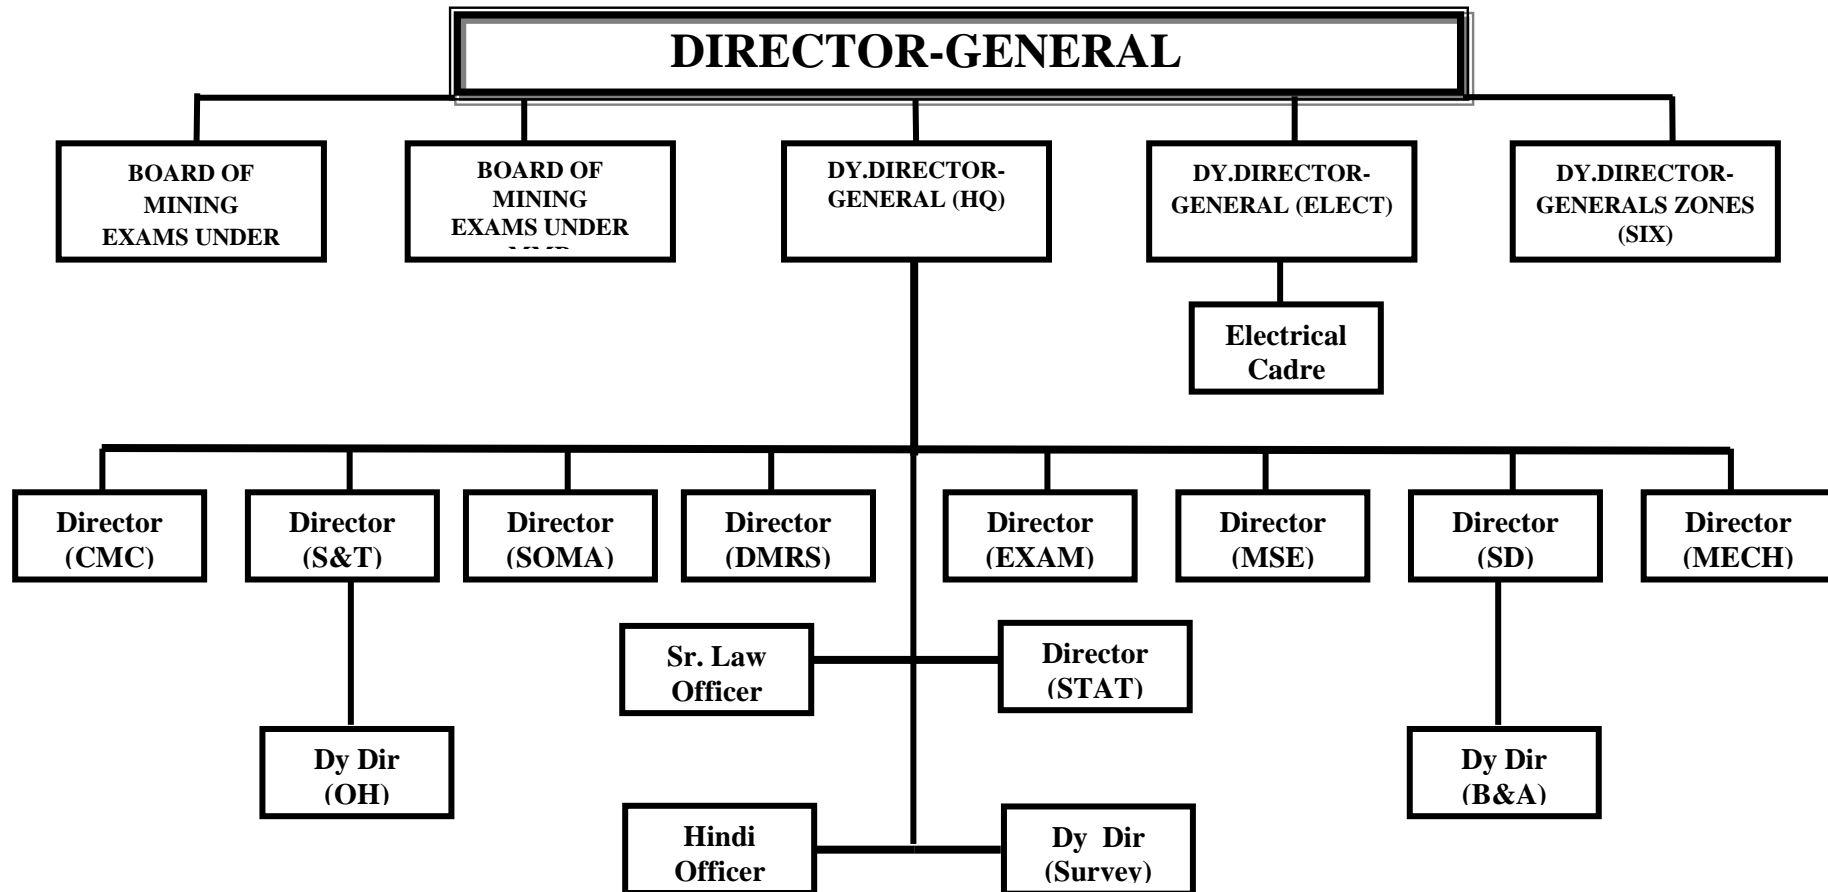 DIRECTOR-GENERAL
BOARD OF
MINING
EXAMS UNDER
BOARD OF
MINING
EXAMS UNDER
DY.DIRECTOR-
GENERAL (HQ)
DY.DIRECTOR-
GENERAL (ELECT)
DY.DIRECTOR-
GENERALS ZONES
(SIX)
Electrical
Cadre
Director
(CMC)
Director
(S&T)
Director
(SOMA)
Director
(DMRS)
Director
(EXAM)
Director
(MSE)
Director
(SD)
Director
(MECH)
Sr. Law
Officer
Director
(STAT)
Dy Dir
(OH)
Dy Dir
(B&A)
Hindi
Officer
Dy Dir
(Survey)